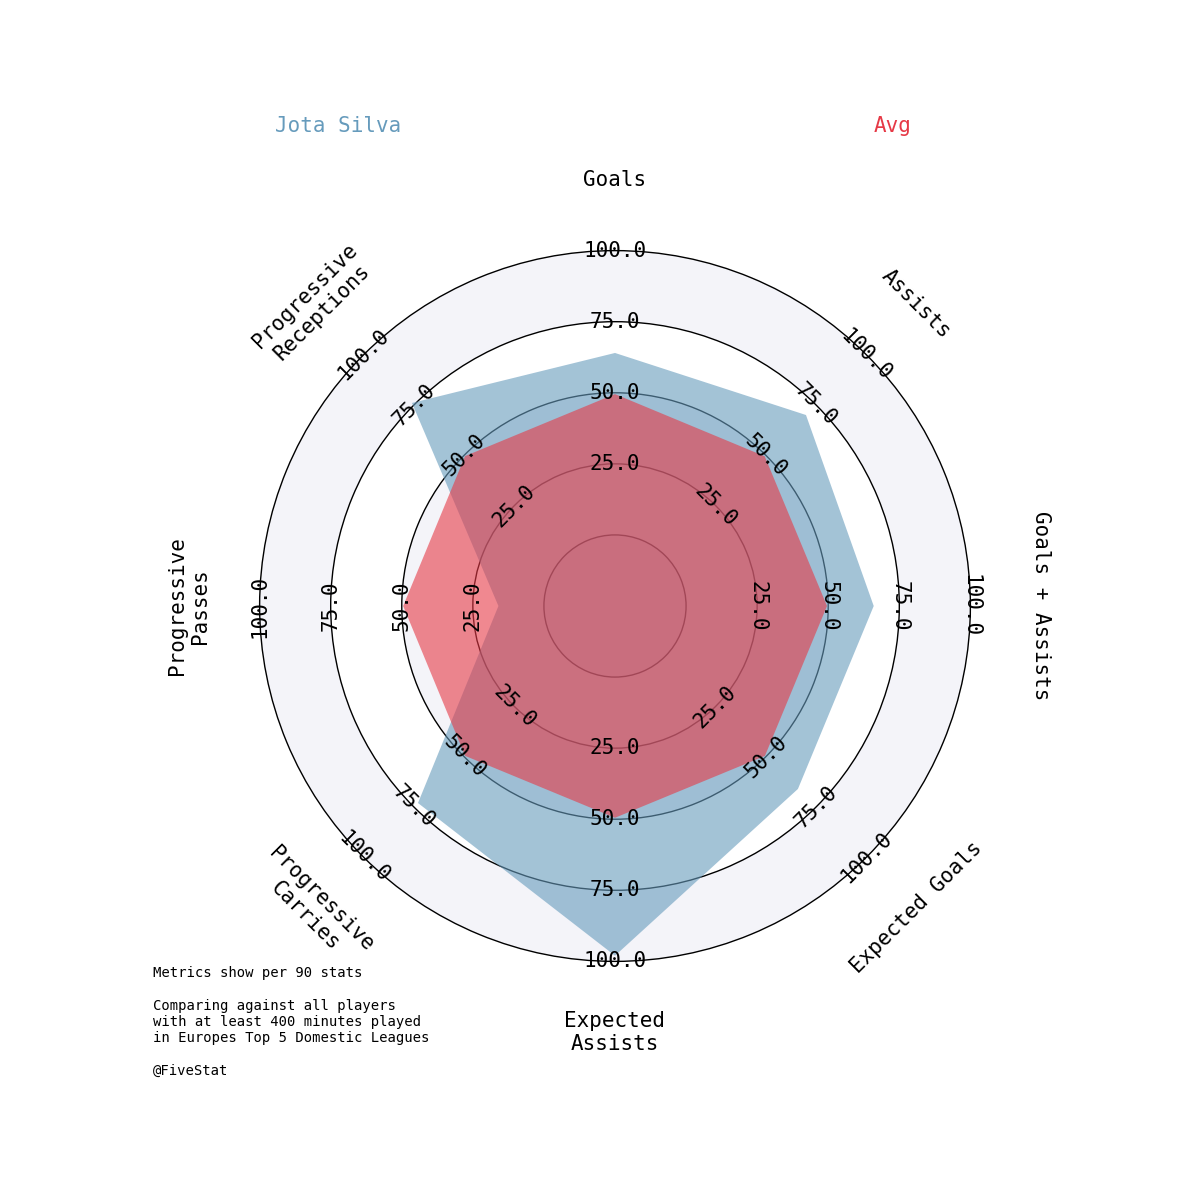 Jota Silva
Avg
Goals
Assists
Goals + Assists
Expected Goals
Expected
Assists
Progressive
Carries
Progressive
Passes
Progressive
Receptions
25.0
50.0
75.0
100.0
25.0
50.0
75.0
100.0
25.0
50.0
75.0
100.0
25.0
50.0
75.0
100.0
25.0
50.0
75.0
100.0
25.0
50.0
75.0
100.0
25.0
50.0
75.0
100.0
25.0
50.0
75.0
100.0
Metrics show per 90 stats
Comparing against all players
with at least 400 minutes played
in Europes Top 5 Domestic Leagues
@FiveStat